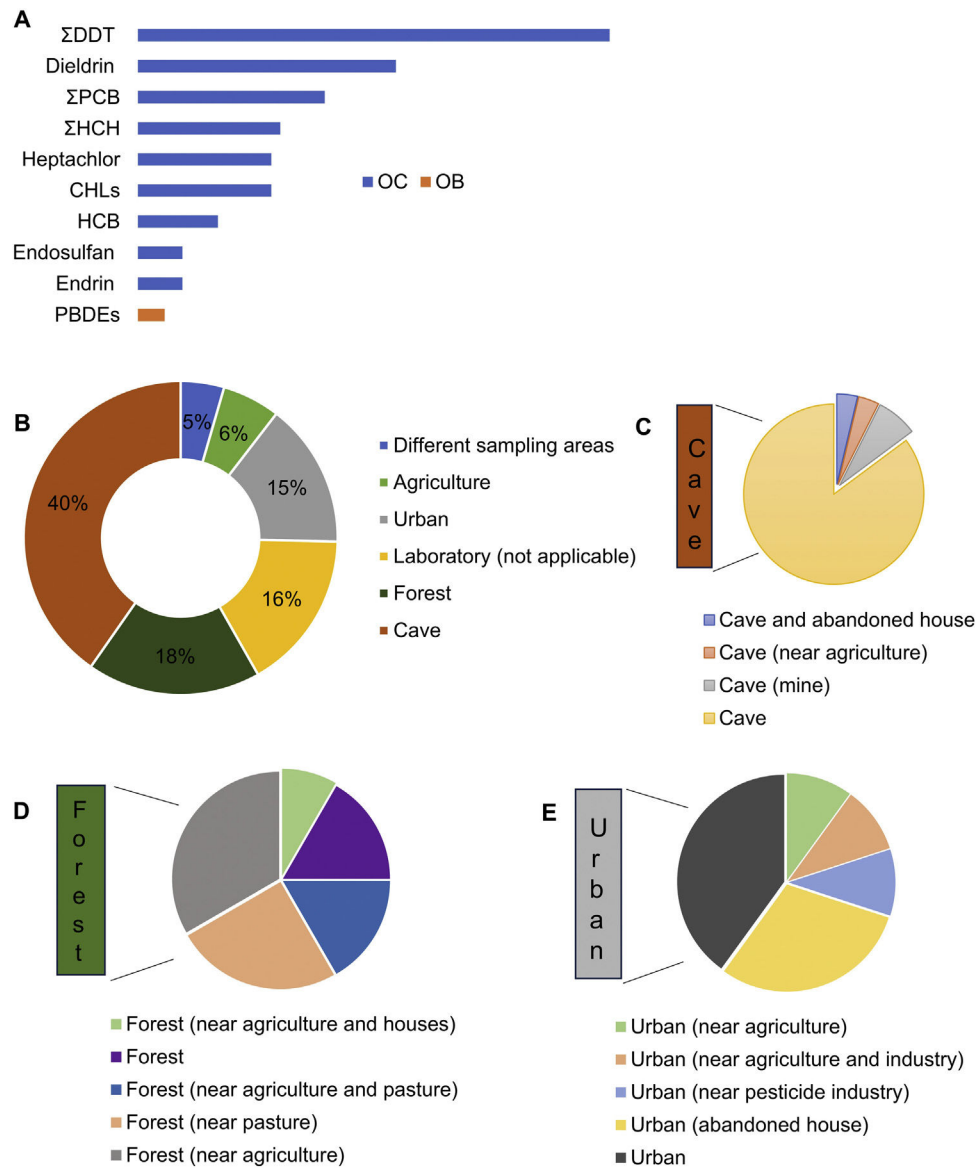 A
ΣDDT
Dieldrin
ΣPCB
ΣHCH
Heptachlor
CHLs
HCB
Endosulfan
Endrin
PBDEs
OC OB
B
5%
6%
15%
16%
18%
40%
Different sampling areas
Agriculture
Urban
Laboratory (not applicable)
Forest
Cave
C
Cave
Cave and abandoned house
Cave (near agriculture)
Cave (mine)
Cave
D
Forest
Forest (near agriculture and houses)
Forest
Forest (near agriculture and pasture)
Forest (near pasture)
Forest (near agriculture)
E
Urban
Urban (near agriculture)
Urban (near agriculture and industry)
Urban (near pesticide industry)
Urban (abandoned house)
Urban